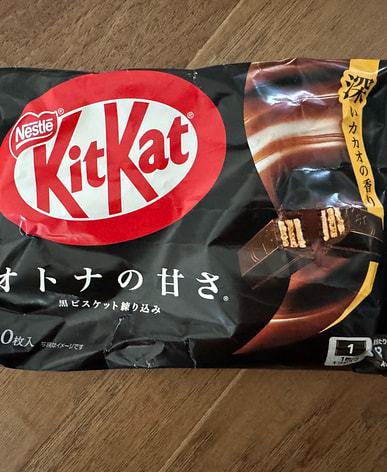 Nestlé®
KitKat®
深いカカオの香り
オトナの甘さ®
黒ビスケット練り込み
0枚入
写真はイメージです
1